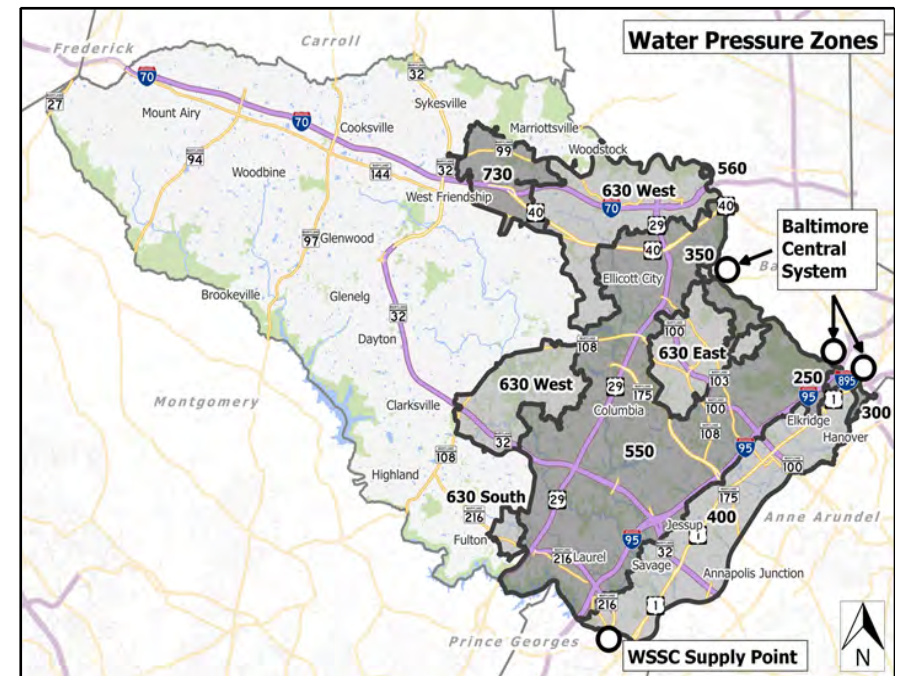 Water Pressure Zones
Frederick
Carroll
70
32
27
Mount Airy
Sykesville
70
Cooksville
Marriottsville
99
Woodstock
94
144
32
730
560
Woodbine
630 West
West Friendship
70
40
40
29
Baltimore
Central
System
97
Glenwood
40
350
Ellicott City
Brookeville
Glenelg
32
Dayton
100
108
630 East
630 West
103
250
895
29
175
95
1
Montgomery
Clarksville
Columbia
100
Elkridge
300
32
108
Hanover
108
550
95
100
Highland
630 South
29
175
216
400
Anne Arundel
Fulton
95
Jessup
1
216
Laurel
32
Savage
Annapolis Junction
216
1
Prince Georges
WSSC Supply Point
N